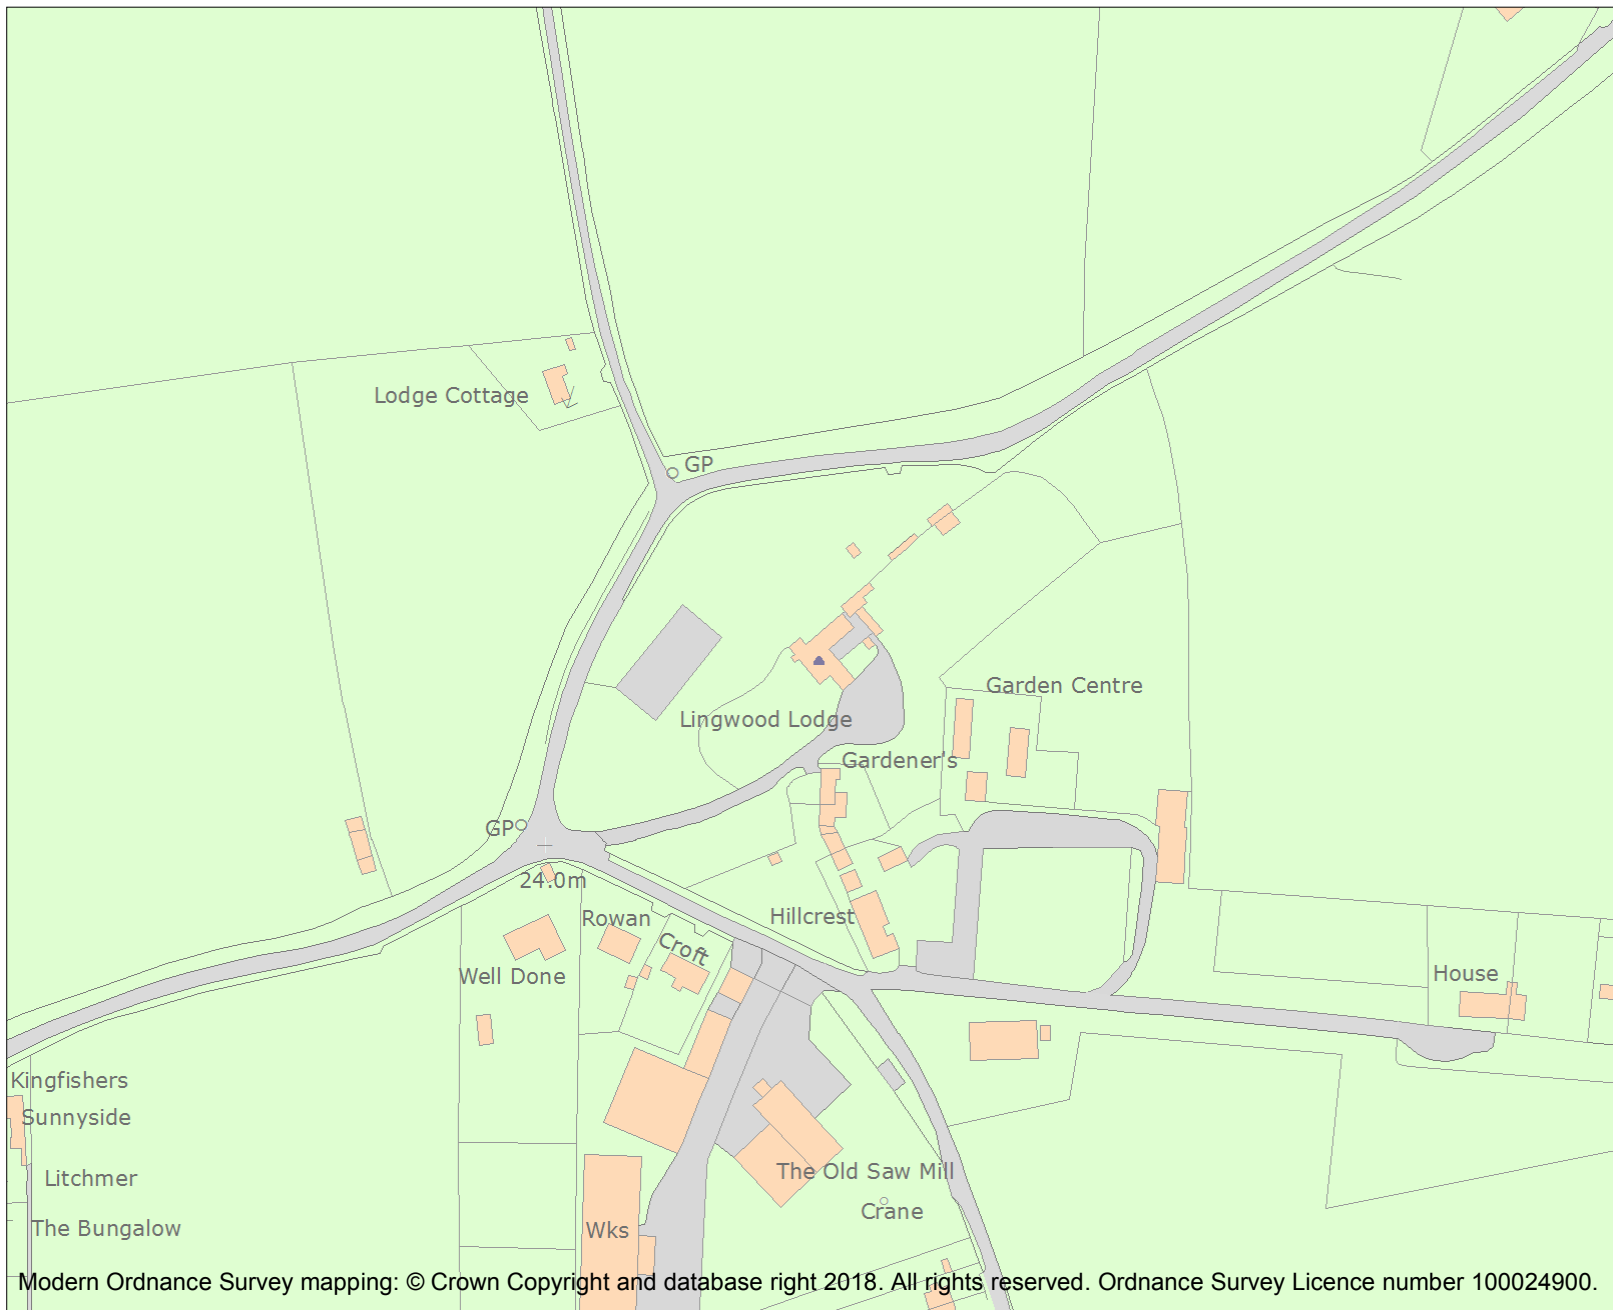 Lodge Cottage
GP
Garden Centre
Lingwood Lodge
Gardener's
GP
24.0m
Rowan
Hillcrest
Croft
Well Done
House
Kingfishers
Sunnyside
The Old Saw Mill
Litchmer
Crane
The Bungalow
Wks
Modern Ordnance Survey mapping: © Crown Copyright and database right 2018. All rights reserved. Ordnance Survey Licence number 100024900.